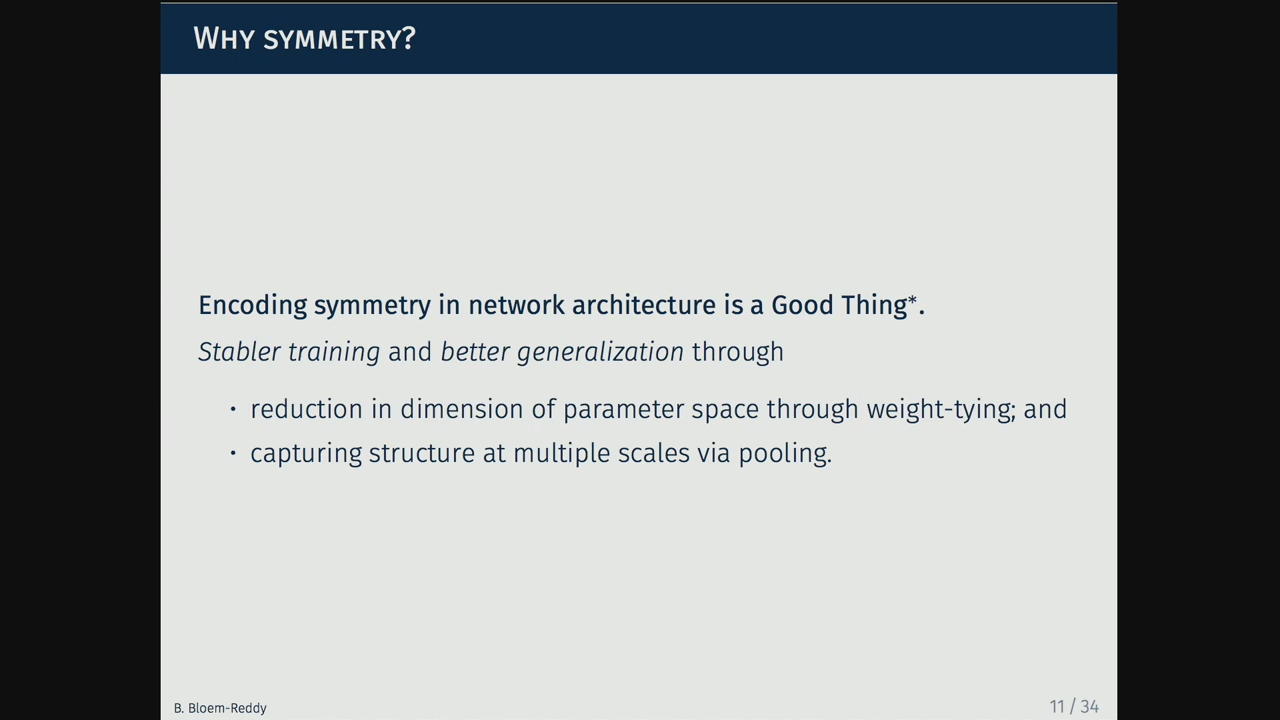 WHY SYMMETRY?
Encoding symmetry in network architecture is a Good Thing*.
Stabler training and better generalization through
• reduction in dimension of parameter space through weight-tying; and
• capturing structure at multiple scales via pooling.
B. Bloem-Reddy
11 / 34